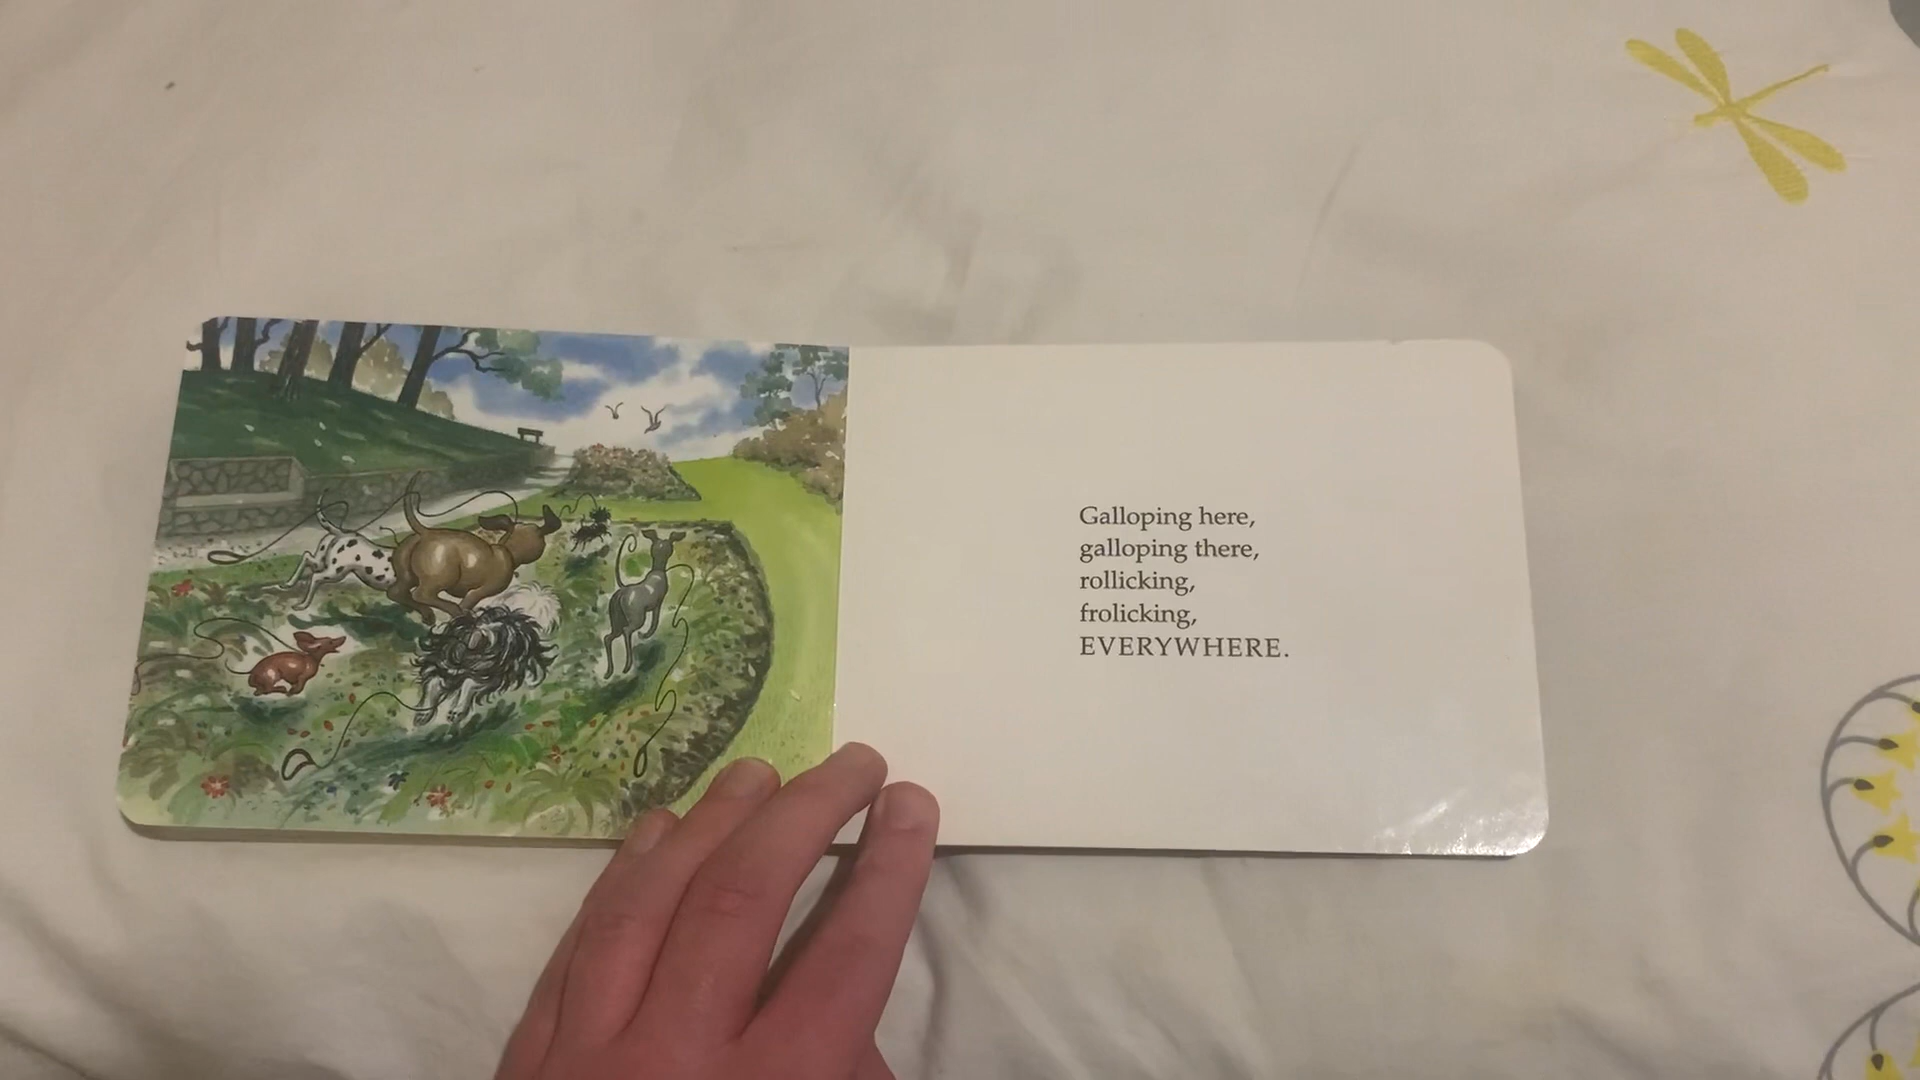 Galloping here,
galloping there,
rollicking,
frolicking,
EVERYWHERE.